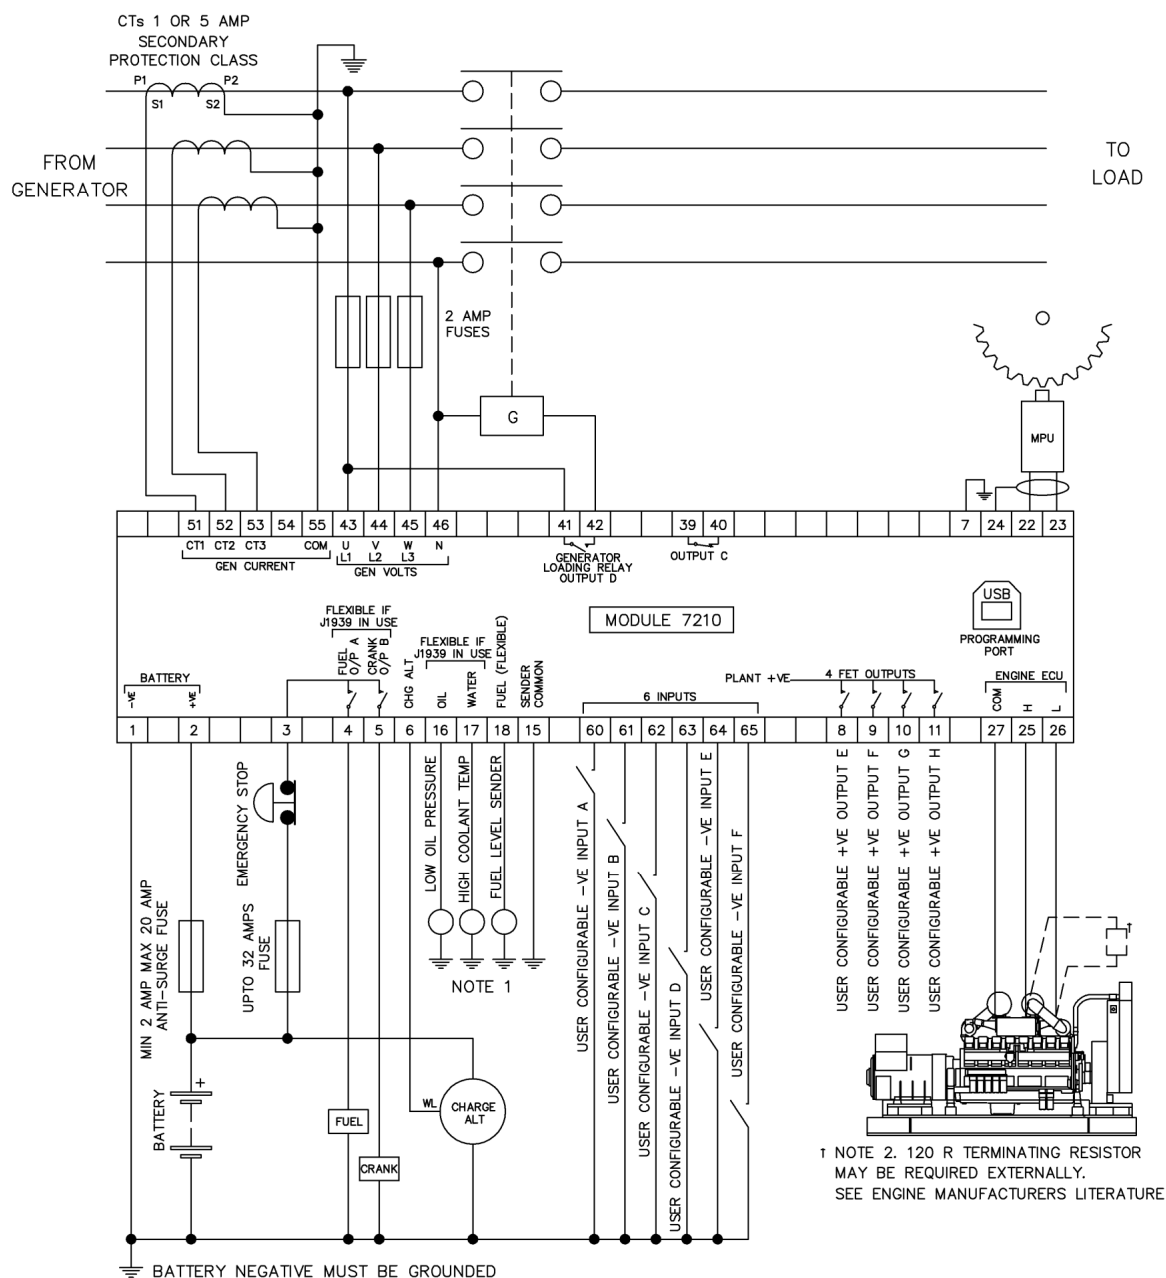 CTs 1 OR 5 AMP
SECONDARY
PROTECTION CLASS
P1
P2
S1
S2
FROM
GENERATOR
TO
LOAD
2 AMP
FUSES
G
MPU
51
52
53
54
55
43
44
45
46
41
42
39
40
7
24
22
23
CT1
CT2
CT3
COM
U
V
W
N
L1
L2
L3
GEN CURRENT
GEN VOLTS
GENERATOR
LOADING RELAY
OUTPUT D
OUTPUT C
MODULE 7210
USB
PROGRAMMING
PORT
FLEXIBLE IF
J1939 IN USE
FUEL
O/P A
CRANK
O/P B
CHG ALT
FLEXIBLE IF
J1939 IN USE
OIL
WATER
FUEL (FLEXIBLE)
SENDER
COMMON
BATTERY
-VE
+VE
6 INPUTS
PLANT +VE
4 FET OUTPUTS
ENGINE ECU
COM
H
L
1
2
3
4
5
6
16
17
18
15
60
61
62
63
64
65
8
9
10
11
27
25
26
EMERGENCY STOP
MIN 2 AMP MAX 20 AMP
ANTI-SURGE FUSE
UPTO 32 AMPS
FUSE
LOW OIL PRESSURE
HIGH COOLANT TEMP
FUEL LEVEL SENDER
NOTE 1
USER CONFIGURABLE -VE INPUT A
USER CONFIGURABLE -VE INPUT B
USER CONFIGURABLE -VE INPUT C
USER CONFIGURABLE -VE INPUT D
USER CONFIGURABLE -VE INPUT E
USER CONFIGURABLE -VE INPUT F
USER CONFIGURABLE +VE OUTPUT E
USER CONFIGURABLE +VE OUTPUT F
USER CONFIGURABLE +VE OUTPUT G
USER CONFIGURABLE +VE OUTPUT H
†
BATTERY
+
FUEL
CRANK
WL
CHARGE
ALT
† NOTE 2. 120 R TERMINATING RESISTOR
MAY BE REQUIRED EXTERNALLY.
SEE ENGINE MANUFACTURERS LITERATURE
BATTERY NEGATIVE MUST BE GROUNDED